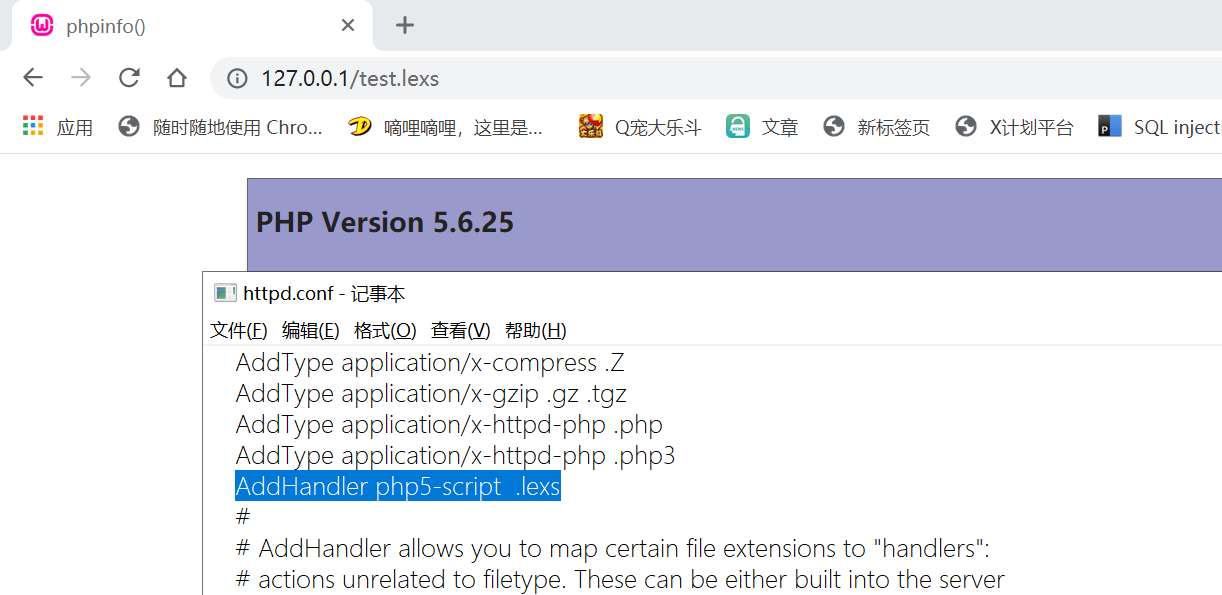 phpinfo()
127.0.0.1/test.lexs
应用 随时随地使用 Chro... 嘀哩嘀哩，这里是... Q宠大乐斗 文章 新标签页 X计划平台 SQL injecti
PHP Version 5.6.25
httpd.conf - 记事本
文件(F) 编辑(E) 格式(O) 查看(V) 帮助(H)
AddType application/x-compress .Z
AddType application/x-gzip .gz .tgz
AddType application/x-httpd-php .php
AddType application/x-httpd-php .php3
AddHandler php5-script  .lexs
#
# AddHandler allows you to map certain file extensions to "handlers":
# actions unrelated to filetype. These can be either built into the server